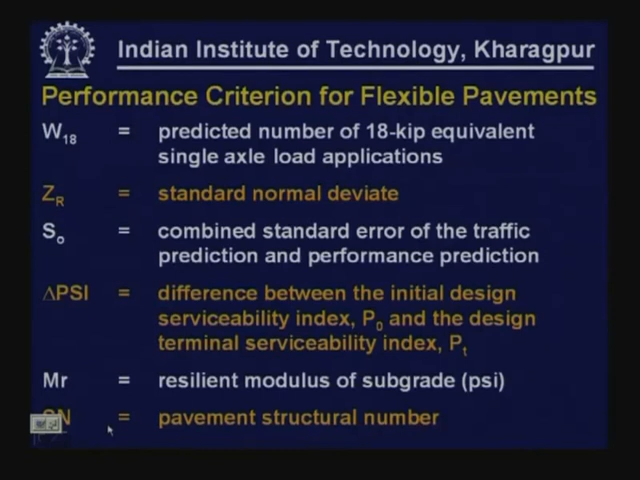 Indian Institute of Technology, Kharagpur
Performance Criterion for Flexible Pavements
W18 = predicted number of 18-kip equivalent
single axle load applications
ZR = standard normal deviate
So = combined standard error of the traffic
prediction and performance prediction
ΔPSI = difference between the initial design
serviceability index, P0 and the design
terminal serviceability index, Pt
Mr = resilient modulus of subgrade (psi)
SN = pavement structural number